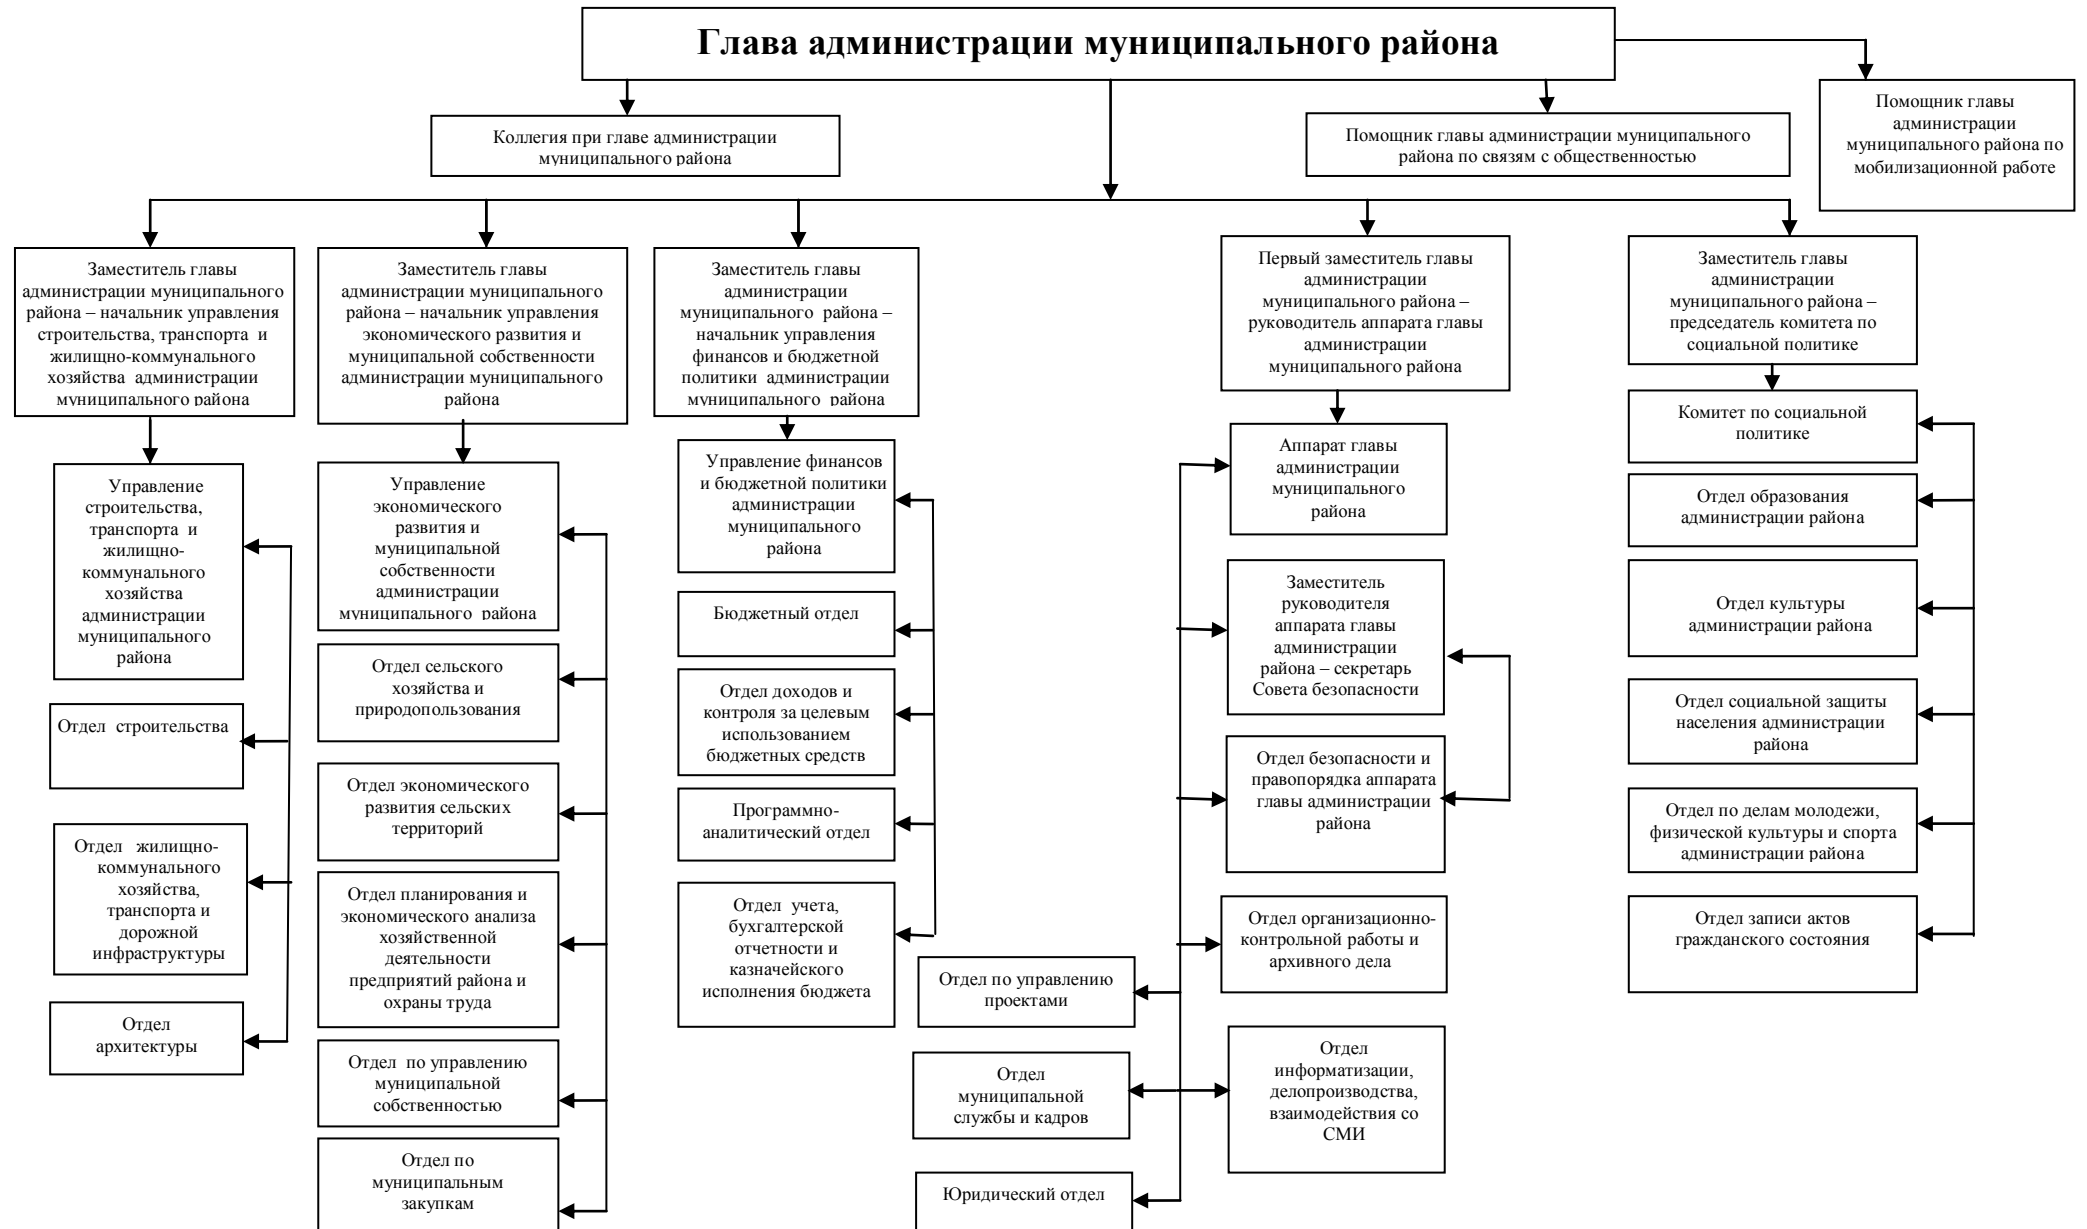 Глава администрации муниципального района
Коллегия при главе администрации
муниципального района
Помощник главы администрации муниципального
района по связям с общественностью
Помощник главы
администрации
муниципального района по
мобилизационной работе
Заместитель главы
администрации муниципального
района – начальник управления
строительства, транспорта и
жилищно-коммунального
хозяйства администрации
муниципального района
Заместитель главы
администрации муниципального
района – начальник управления
экономического развития и
муниципальной собственности
администрации муниципального
района
Заместитель главы
администрации
муниципального района –
начальник управления
финансов и бюджетной
политики администрации
муниципального района
Первый заместитель главы
администрации
муниципального района –
руководитель аппарата главы
администрации
муниципального района
Заместитель главы
администрации
муниципального района –
председатель комитета по
социальной политике
Управление
строительства,
транспорта и
жилищно-
коммунального
хозяйства
администрации
муниципального
района
Отдел строительства
Отдел жилищно-
коммунального
хозяйства,
транспорта и
дорожной
инфраструктуры
Отдел
архитектуры
Управление
экономического
развития и
муниципальной
собственности
администрации
муниципального района
Отдел сельского
хозяйства и
природопользования
Отдел экономического
развития сельских
территорий
Отдел планирования и
экономического анализа
хозяйственной
деятельности
предприятий района и
охраны труда
Отдел по управлению
муниципальной
собственностью
Отдел по
муниципальным
закупкам
Управление финансов
и бюджетной политики
администрации
муниципального
района
Бюджетный отдел
Отдел доходов и
контроля за целевым
использованием
бюджетных средств
Программно-
аналитический отдел
Отдел учета,
бухгалтерской
отчетности и
казначейского
исполнения бюджета
Отдел по управлению
проектами
Отдел
муниципальной
службы и кадров
Юридический отдел
Аппарат главы
администрации
муниципального
района
Заместитель
руководителя
аппарата главы
администрации
района – секретарь
Совета безопасности
Отдел безопасности и
правопорядка аппарата
главы администрации
района
Отдел организационно-
контрольной работы и
архивного дела
Отдел
информатизации,
делопроизводства,
взаимодействия со
СМИ
Комитет по социальной
политике
Отдел образования
администрации района
Отдел культуры
администрации района
Отдел социальной защиты
населения администрации
района
Отдел по делам молодежи,
физической культуры и спорта
администрации района
Отдел записи актов
гражданского состояния